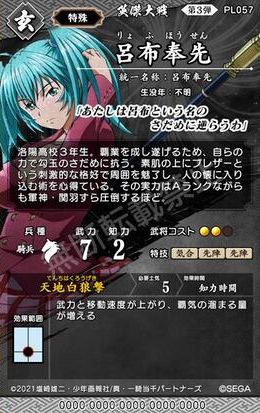 玄
特殊
英傑大戦
第3弾
PL057
りょ ふ ほうせん
呂布奉先
統一名称:呂布奉先
生没年:不明
「あたしは呂布という名の
さだめに逆らうわ」
洛陽高校3年生。覇業を成し遂げるため、自らの
力で勾玉のさだめに抗う。素肌の上にブレザーと
いう刺激的な格好で周囲を魅了し、人の懐に入り
込む術を心得ている。その実力はAランクながら
も軍神・関羽すら圧倒するほど。
兵種 武力 知力 武将コスト
騎兵 7 2
特技 気合 先陣 先陣
てんちはくろうげき
天地白狼撃
必要士気 5
効果時間 知力時間
効果範囲
武力と移動速度が上がり、覇気の溜まる量
が増える
©2021塩崎雄二・少年画報社/真・一騎当千パートナーズ
©SEGA
0000-0000-0000-0000-0000